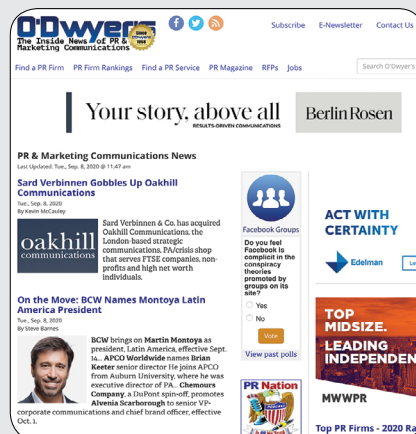 O'Dwyer's
SINCE
1968
The Inside News of PR &
Marketing Communications
Subscribe E-Newsletter Contact Us
Find a PR Firm PR Firm Rankings Find a PR Service PR Magazine RFPs Jobs
Search O'Dwyer's
Your story, above all
RESULTS-DRIVEN COMMUNICATIONS
BerlinRosen
PR & Marketing Communications News
Last Updated: Tue., Sep. 8, 2020 @ 11:47 am
Sard Verbinnen Gobbles Up Oakhill
Communications
Tue., Sep. 8, 2020
By Kevin McCauley
oakhill
communications
Sard Verbinnen & Co. has acquired
Oakhill Communications, the
London-based strategic
communications, PA/crisis shop
that serves FTSE companies, non-
profits and high net worth
individuals.
On the Move: BCW Names Montoya Latin
America President
Tue., Sep. 8, 2020
By Steve Barnes
BCW brings on Martin Montoya as
president, Latin America, effective Sept.
14... APCO Worldwide names Brian
Keeter senior director He joins APCO
from Auburn University, where he was
executive director of PA... Chemours
Company, a DuPont spin-off, promotes
Alvenia Scarborough to senior VP-
corporate communications and chief brand officer, effective
Oct. 1.
Facebook Groups
Do you feel
Facebook is
complicit in the
conspiracy
theories
promoted by
groups on its
site?
Yes
No
Vote
View past polls
PR Nation
ACT WITH
CERTAINTY
Edelman
Le
TOP
MIDSIZE.
LEADING
INDEPENDEN
MWWPR
Top PR Firms - 2020 Ra